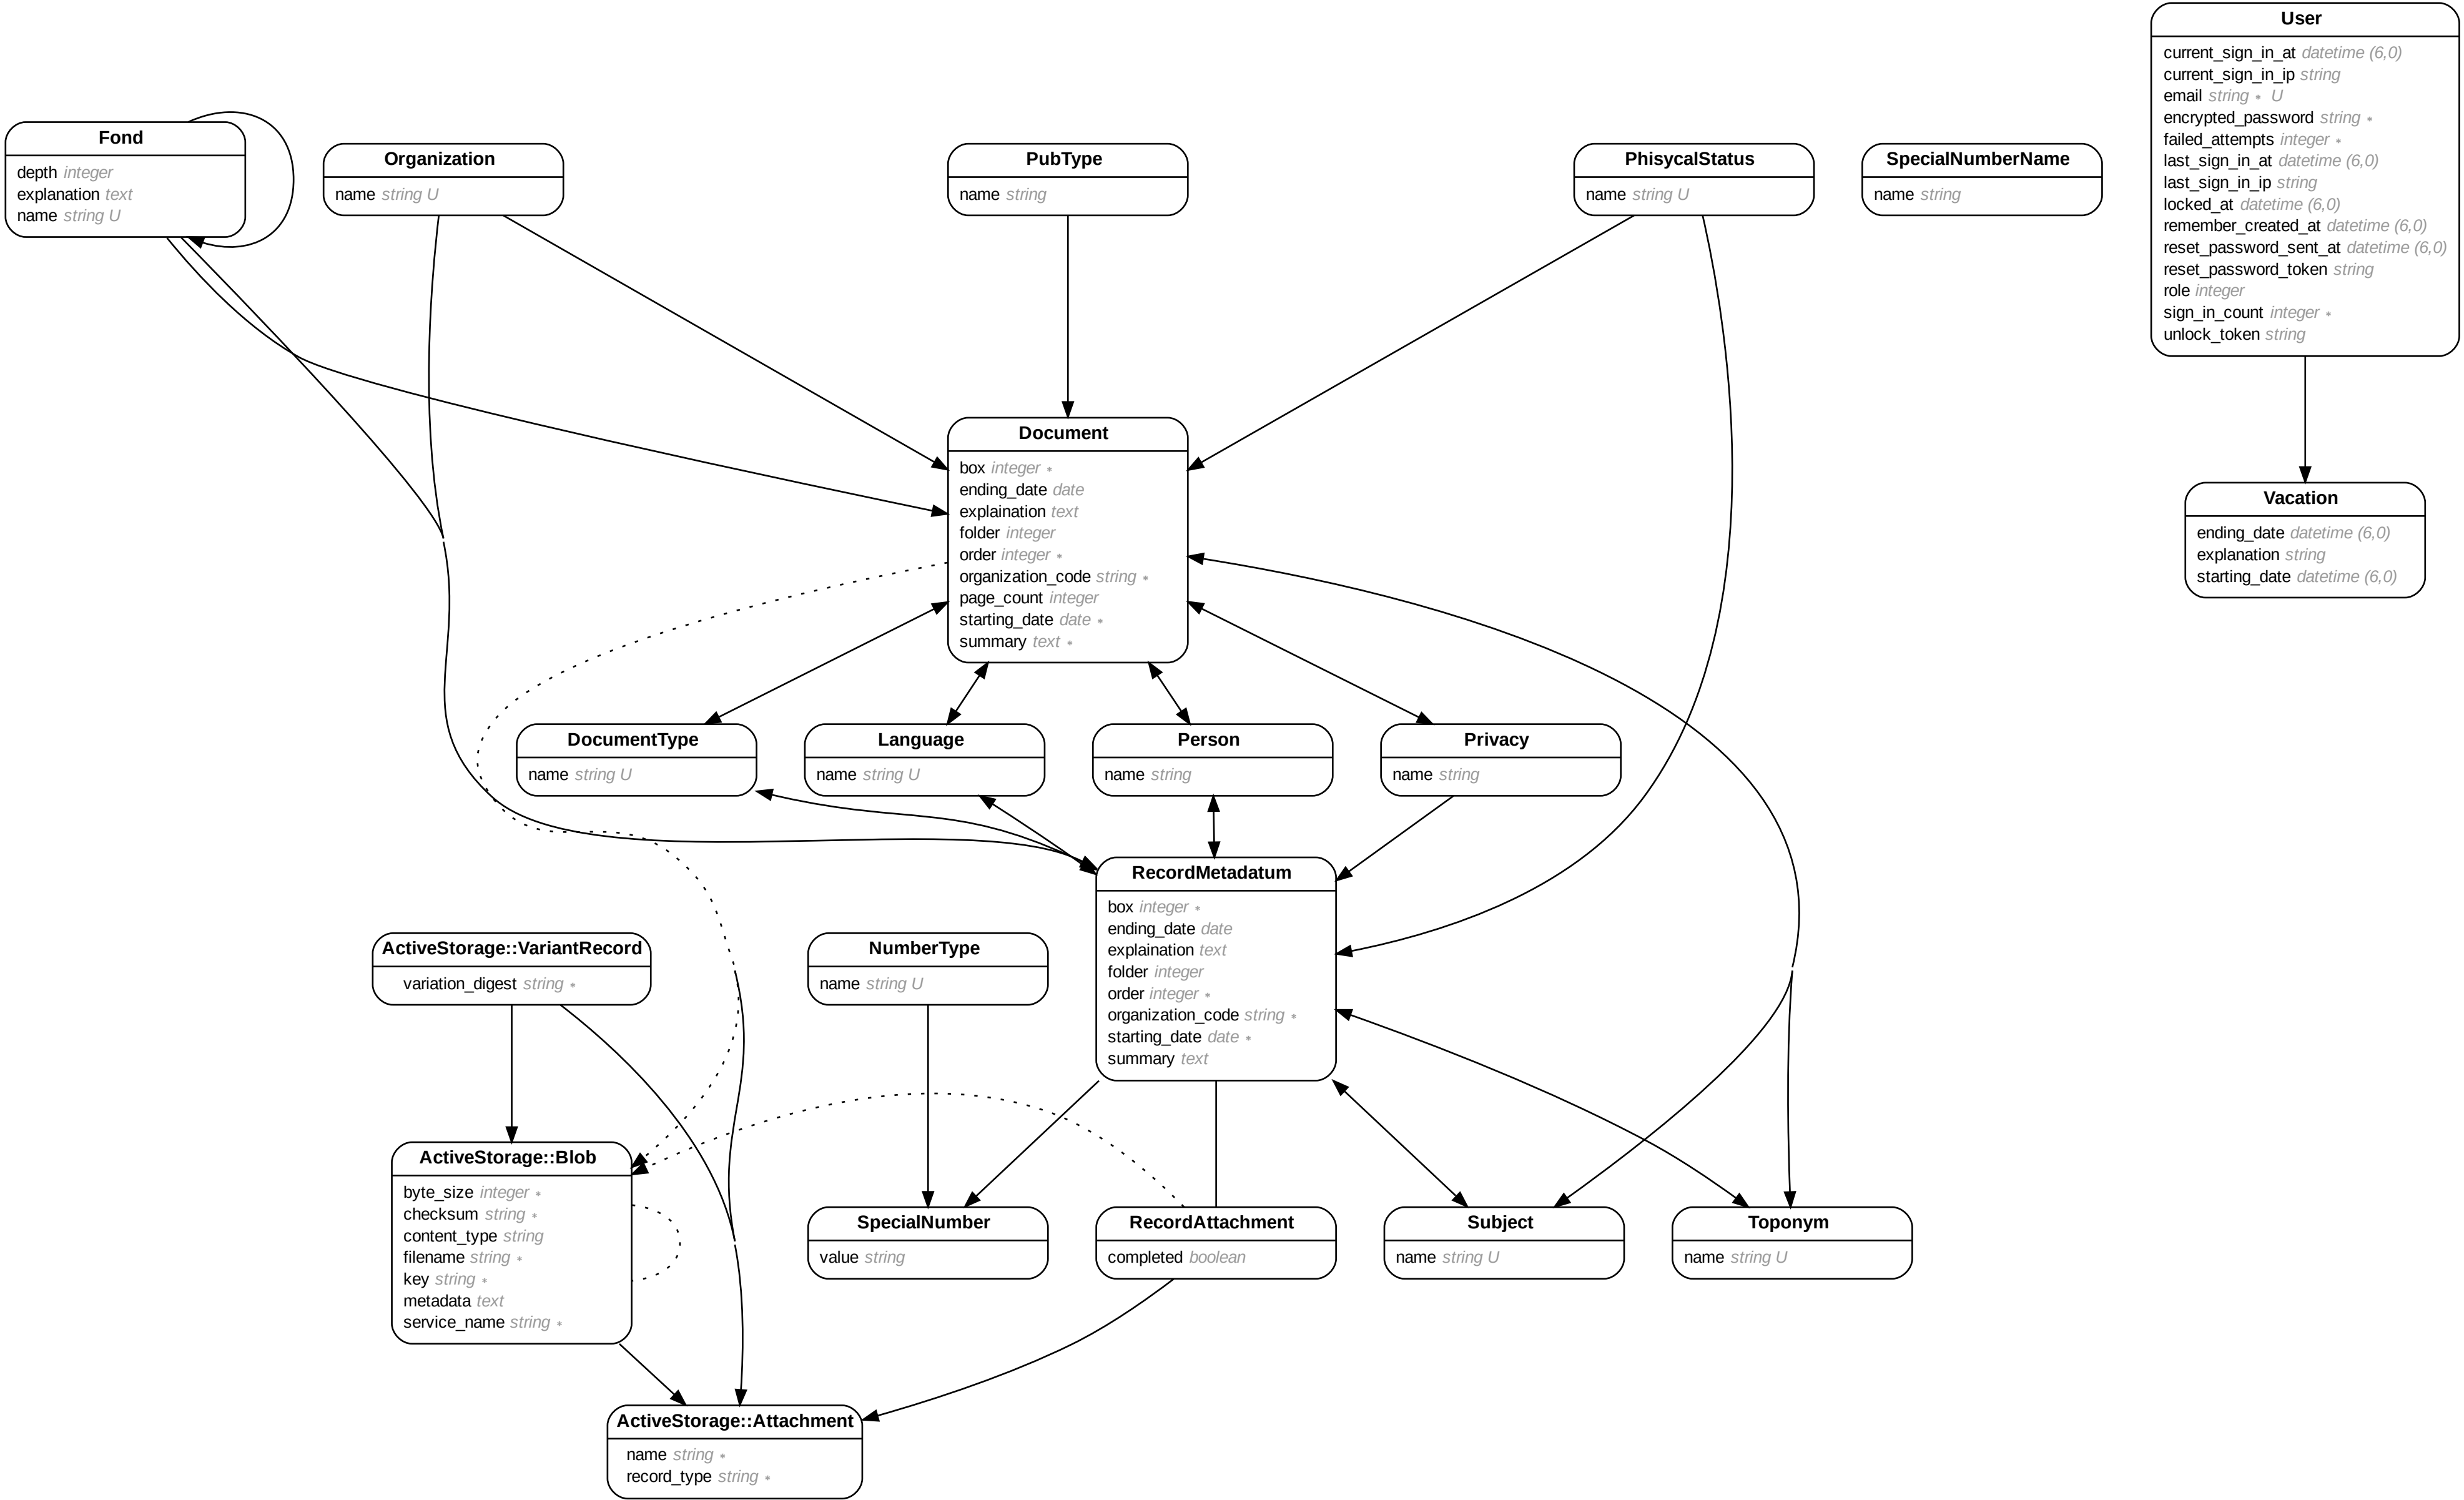 User
current_sign_in_at datetime (6,0)
current_sign_in_ip string
email string ∗ U
encrypted_password string ∗
failed_attempts integer ∗
last_sign_in_at datetime (6,0)
last_sign_in_ip string
locked_at datetime (6,0)
remember_created_at datetime (6,0)
reset_password_sent_at datetime (6,0)
reset_password_token string
role integer
sign_in_count integer ∗
unlock_token string
Fond
depth integer
explanation text
name string U
Organization
name string U
PubType
name string
PhisycalStatus
name string U
SpecialNumberName
name string
Document
box integer ∗
ending_date date
explaination text
folder integer
order integer ∗
organization_code string ∗
page_count integer
starting_date date ∗
summary text ∗
Vacation
ending_date datetime (6,0)
explanation string
starting_date datetime (6,0)
DocumentType
name string U
Language
name string U
Person
name string
Privacy
name string
RecordMetadatum
box integer ∗
ending_date date
explaination text
folder integer
order integer ∗
organization_code string ∗
starting_date date ∗
summary text
ActiveStorage::VariantRecord
variation_digest string ∗
NumberType
name string U
ActiveStorage::Blob
byte_size integer ∗
checksum string ∗
content_type string
filename string ∗
key string ∗
metadata text
service_name string ∗
SpecialNumber
value string
RecordAttachment
completed boolean
Subject
name string U
Toponym
name string U
ActiveStorage::Attachment
name string ∗
record_type string ∗